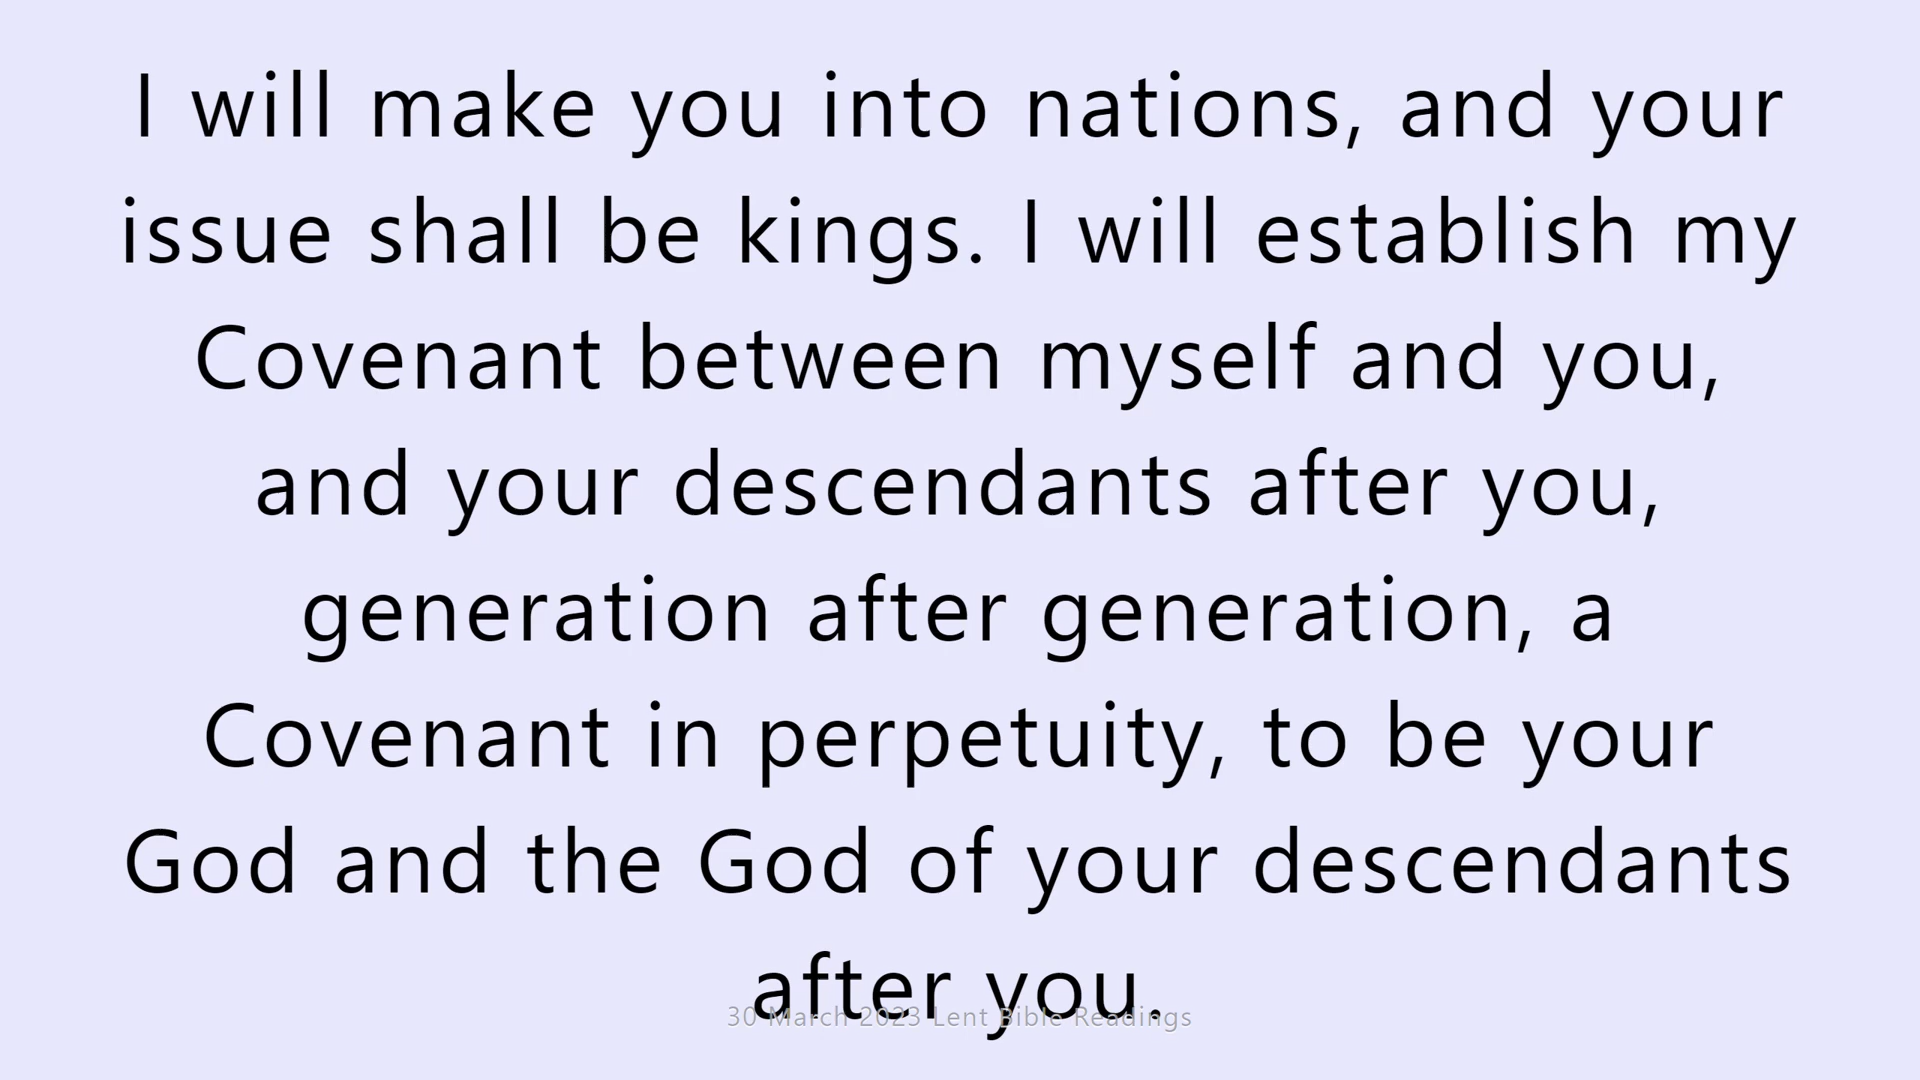 I will make you into nations, and your
issue shall be kings. I will establish my
Covenant between myself and you,
and your descendants after you,
generation after generation, a
Covenant in perpetuity, to be your
God and the God of your descendants
after you.
30 March 2023 Lent Bible Readings